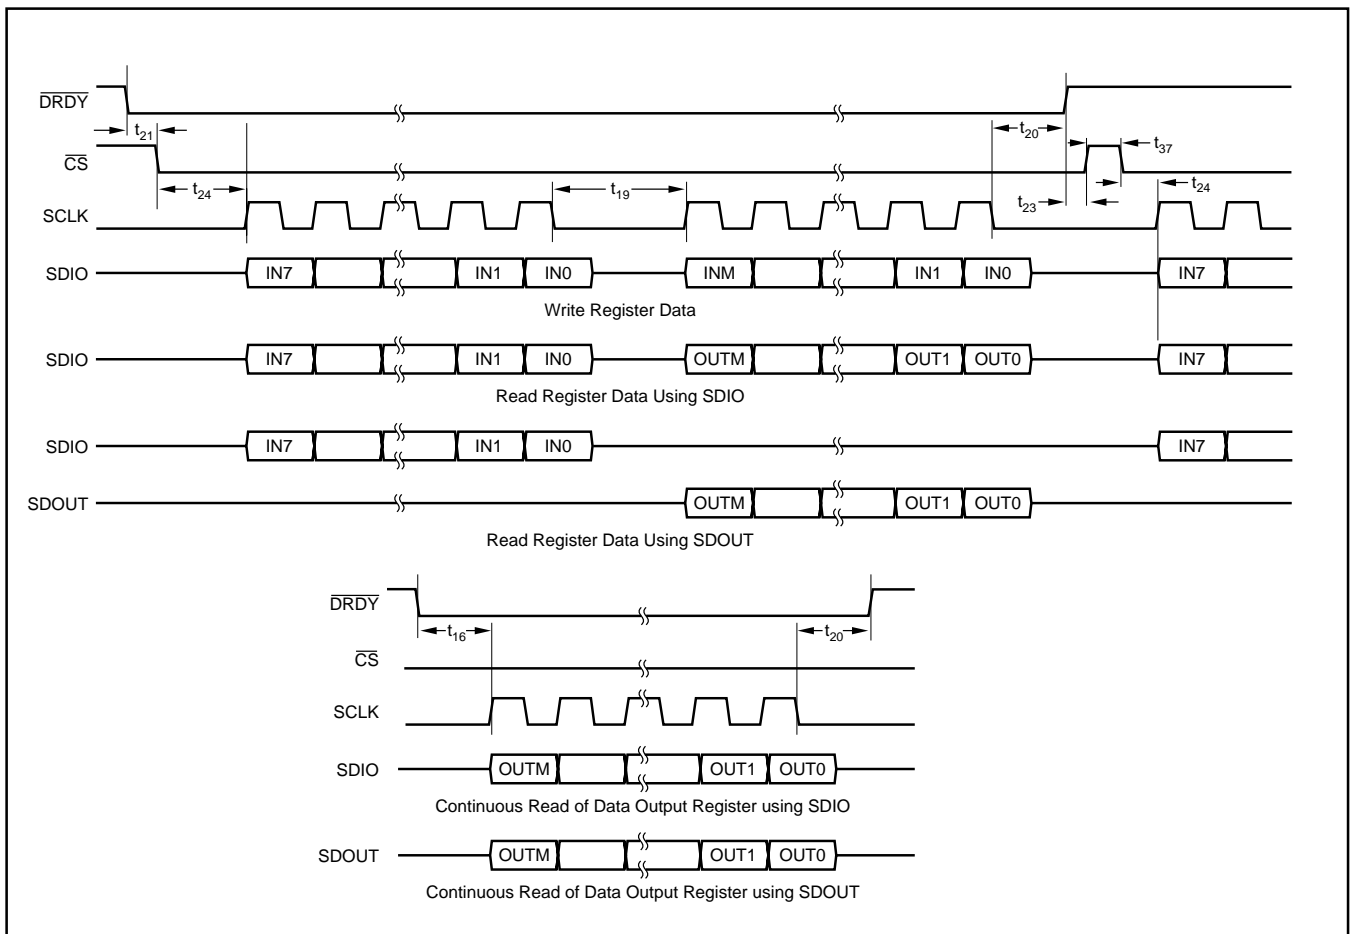 DRDY
t21
t20
CS
t37
t24
t19
t24
t23
SCLK
SDIO IN7 IN1 IN0 INM IN1 IN0 IN7
Write Register Data
SDIO IN7 IN1 IN0 OUTM OUT1 OUT0 IN7
Read Register Data Using SDIO
SDIO IN7 IN1 IN0 IN7
SDOUT OUTM OUT1 OUT0
Read Register Data Using SDOUT
DRDY
t16 t20
CS
SCLK
SDIO OUTM OUT1 OUT0
Continuous Read of Data Output Register using SDIO
SDOUT OUTM OUT1 OUT0
Continuous Read of Data Output Register using SDOUT